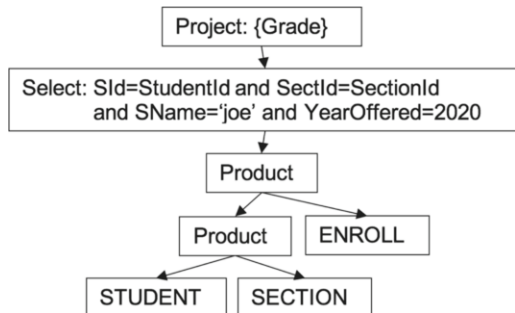 Project: {Grade}
Select: SId=StudentId and SectId=SectionId
and SName=‘joe’ and YearOffered=2020
Product
Product
ENROLL
STUDENT
SECTION